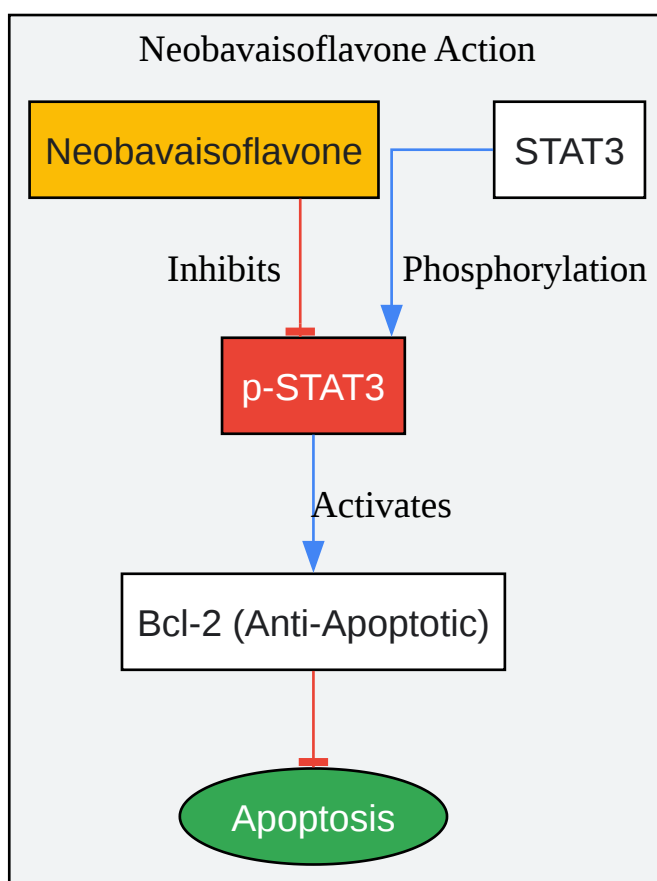 Neobavaisoflavone Action
Neobavaisoflavone
STAT3
Inhibits
Phosphorylation
p-STAT3
Activates
Bcl-2 (Anti-Apoptotic)
Apoptosis